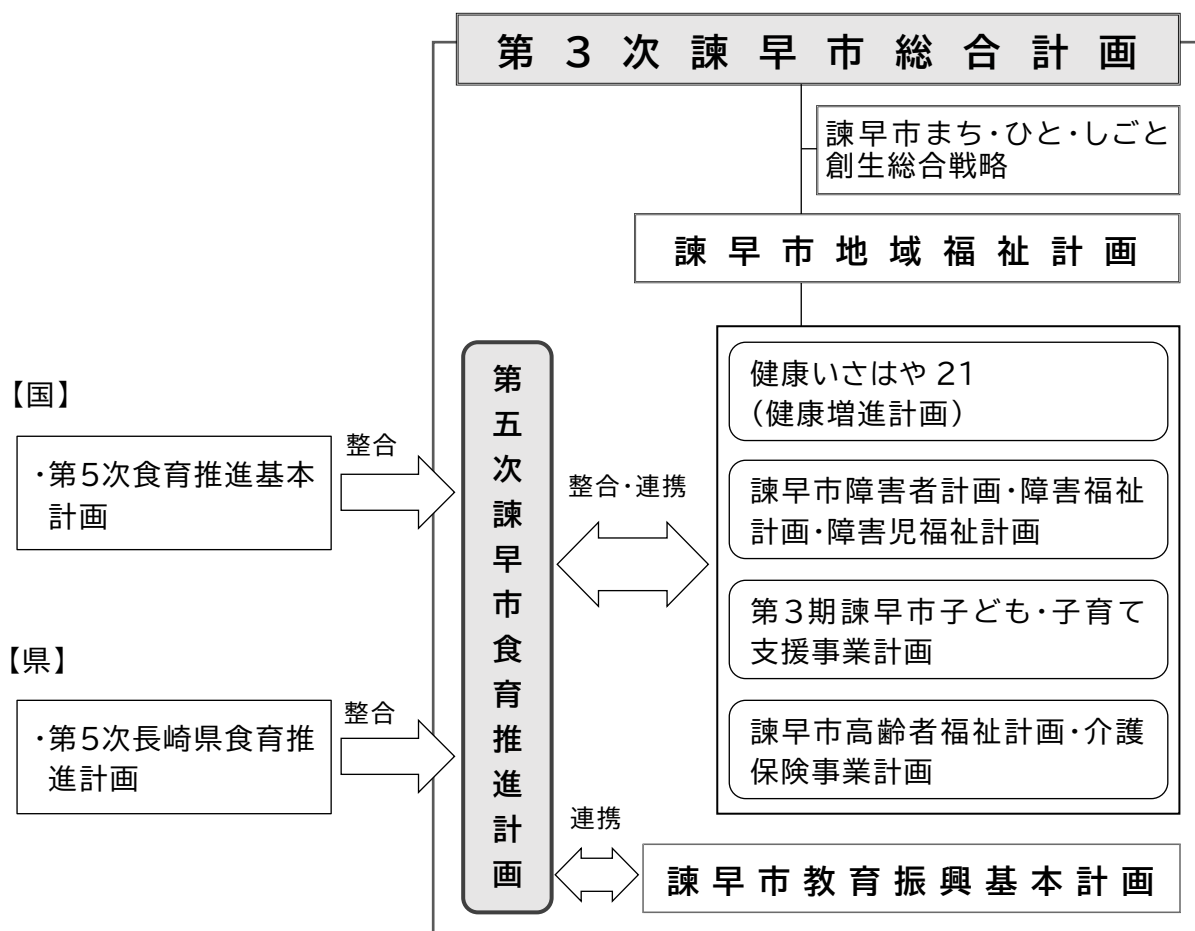 第３次諫早市総合計画
諫早市まち・ひと・しごと
創生総合戦略
諫早市地域福祉計画
【国】
・第５次食育推進基本
計画
整合
【県】
・第５次長崎県食育推
進計画
整合
第五次諫早市食育推進計画
整合・連携
健康いさはや 21
（健康増進計画）
諫早市障害者計画・障害福祉
計画・障害児福祉計画
第３期諫早市子ども・子育て
支援事業計画
諫早市高齢者福祉計画・介護
保険事業計画
連携
諫早市教育振興基本計画